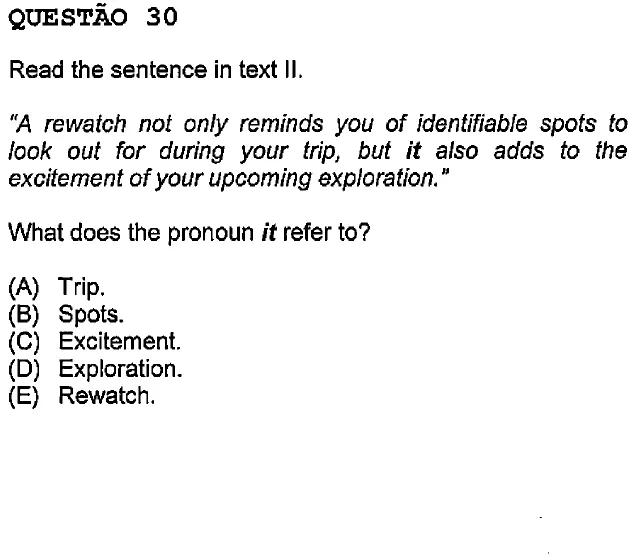 QUESTÃO 30
Read the sentence in text II.
"A rewatch not only reminds you of identifiable spots to
look out for during your trip, but it also adds to the
excitement of your upcoming exploration."
What does the pronoun it refer to?
(A) Trip.
(B) Spots.
(C) Excitement.
(D) Exploration.
(E) Rewatch.